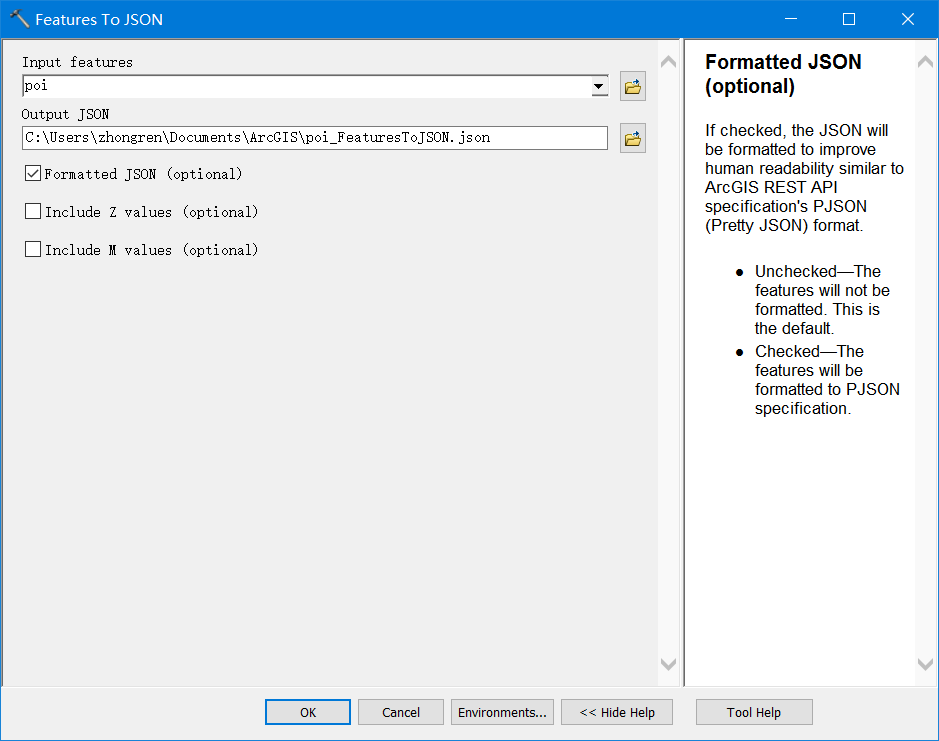 Features To JSON
Input features
poi
Output JSON
C:\Users\zhongren\Documents\ArcGIS\poi_FeaturesToJSON.json
Formatted JSON (optional)
Include Z values (optional)
Include M values (optional)
Formatted JSON
(optional)
If checked, the JSON will
be formatted to improve
human readability similar to
ArcGIS REST API
specification's PJSON
(Pretty JSON) format.
● Unchecked—The
features will not be
formatted. This is
the default.
● Checked—The
features will be
formatted to PJSON
specification.
OK
Cancel
Environments...
<< Hide Help
Tool Help